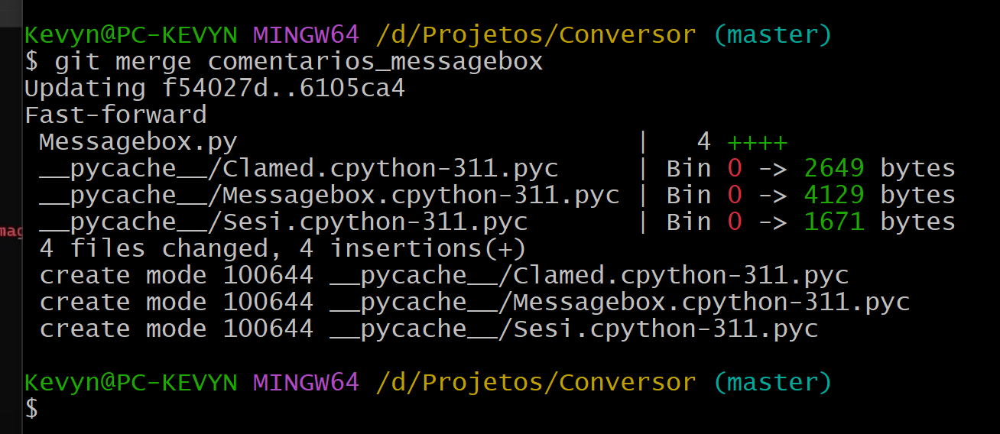 Kevyn@PC-KEVYN MINGW64 /d/Projetos/Conversor (master)
$ git merge comentarios_messagebox
Updating f54027d..6105ca4
Fast-forward
 Messagebox.py                           |   4 ++++
 __pycache__/Clamed.cpython-311.pyc      | Bin 0 -> 2649 bytes
 __pycache__/Messagebox.cpython-311.pyc | Bin 0 -> 4129 bytes
 __pycache__/Sesi.cpython-311.pyc        | Bin 0 -> 1671 bytes
 4 files changed, 4 insertions(+)
 create mode 100644 __pycache__/Clamed.cpython-311.pyc
 create mode 100644 __pycache__/Messagebox.cpython-311.pyc
 create mode 100644 __pycache__/Sesi.cpython-311.pyc
Kevyn@PC-KEVYN MINGW64 /d/Projetos/Conversor (master)
$